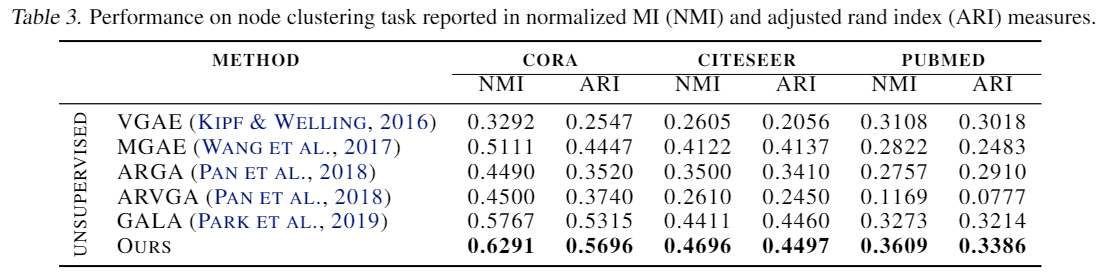 Table 3. Performance on node clustering task reported in normalized MI (NMI) and adjusted rand index (ARI) measures.
METHOD CORA CITESEER PUBMED
NMI ARI NMI ARI NMI ARI
UNSUPERVISED
VGAE (KIPF & WELLING, 2016) 0.3292 0.2547 0.2605 0.2056 0.3108 0.3018
MGAE (WANG ET AL., 2017) 0.5111 0.4447 0.4122 0.4137 0.2822 0.2483
ARGA (PAN ET AL., 2018) 0.4490 0.3520 0.3500 0.3410 0.2757 0.2910
ARVGA (PAN ET AL., 2018) 0.4500 0.3740 0.2610 0.2450 0.1169 0.0777
GALA (PARK ET AL., 2019) 0.5767 0.5315 0.4411 0.4460 0.3273 0.3214
OURS 0.6291 0.5696 0.4696 0.4497 0.3609 0.3386